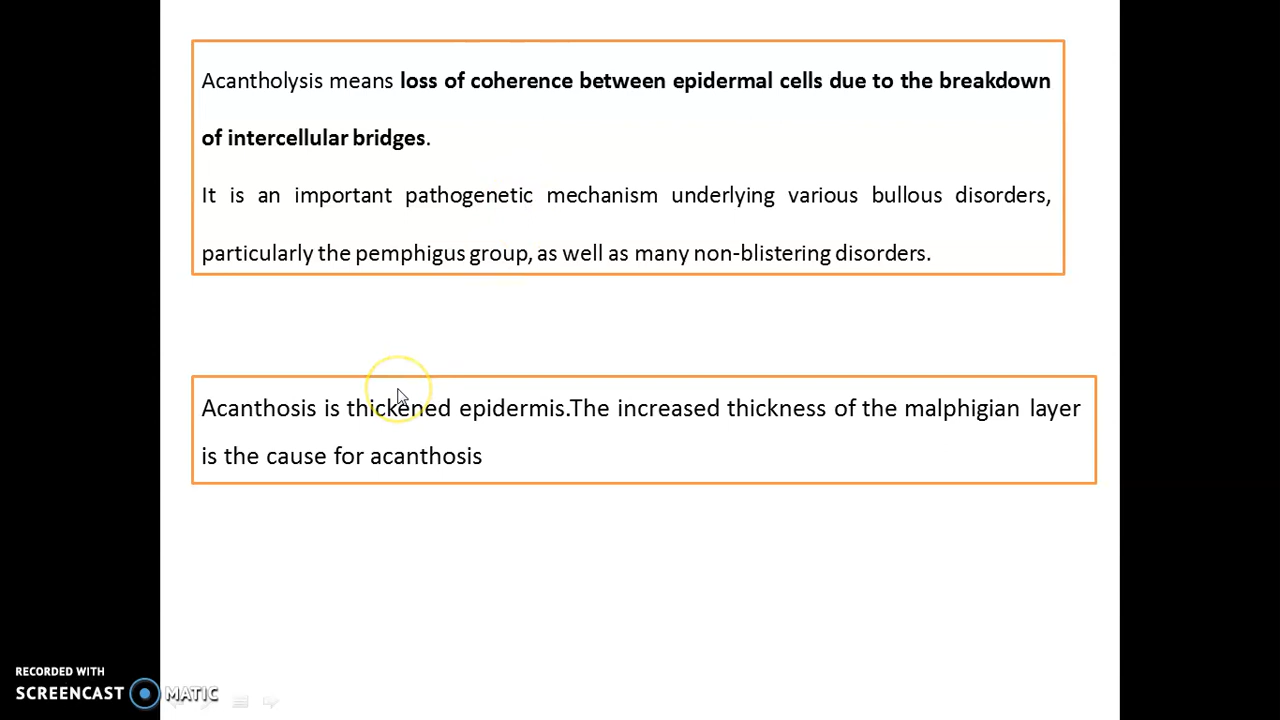 Acantholysis means loss of coherence between epidermal cells due to the breakdown
of intercellular bridges.
It is an important pathogenetic mechanism underlying various bullous disorders,
particularly the pemphigus group, as well as many non-blistering disorders.
Acanthosis is thickened epidermis.The increased thickness of the malphigian layer
is the cause for acanthosis
RECORDED WITH
SCREENCAST MATIC